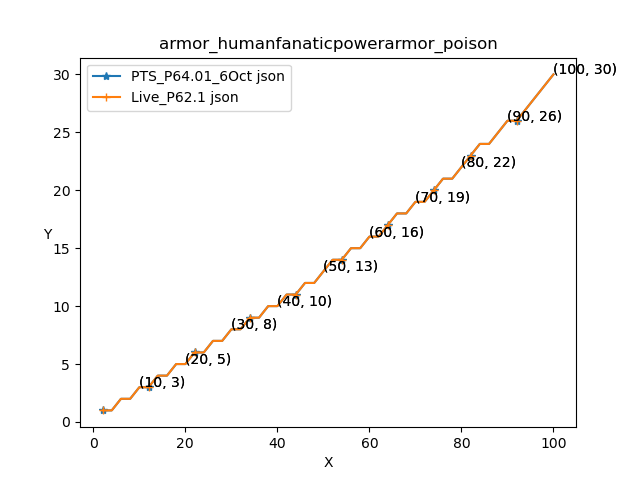 armor_humanfanaticpowerarmor_poison
PTS_P64.01_6Oct json
Live_P62.1 json
(100, 30)
(90, 26)
(80, 22)
(70, 19)
(60, 16)
(50, 13)
(40, 10)
(30, 8)
(20, 5)
(10, 3)
30
25
20
15
10
5
0
Y
0 20 40 60 80 100
X